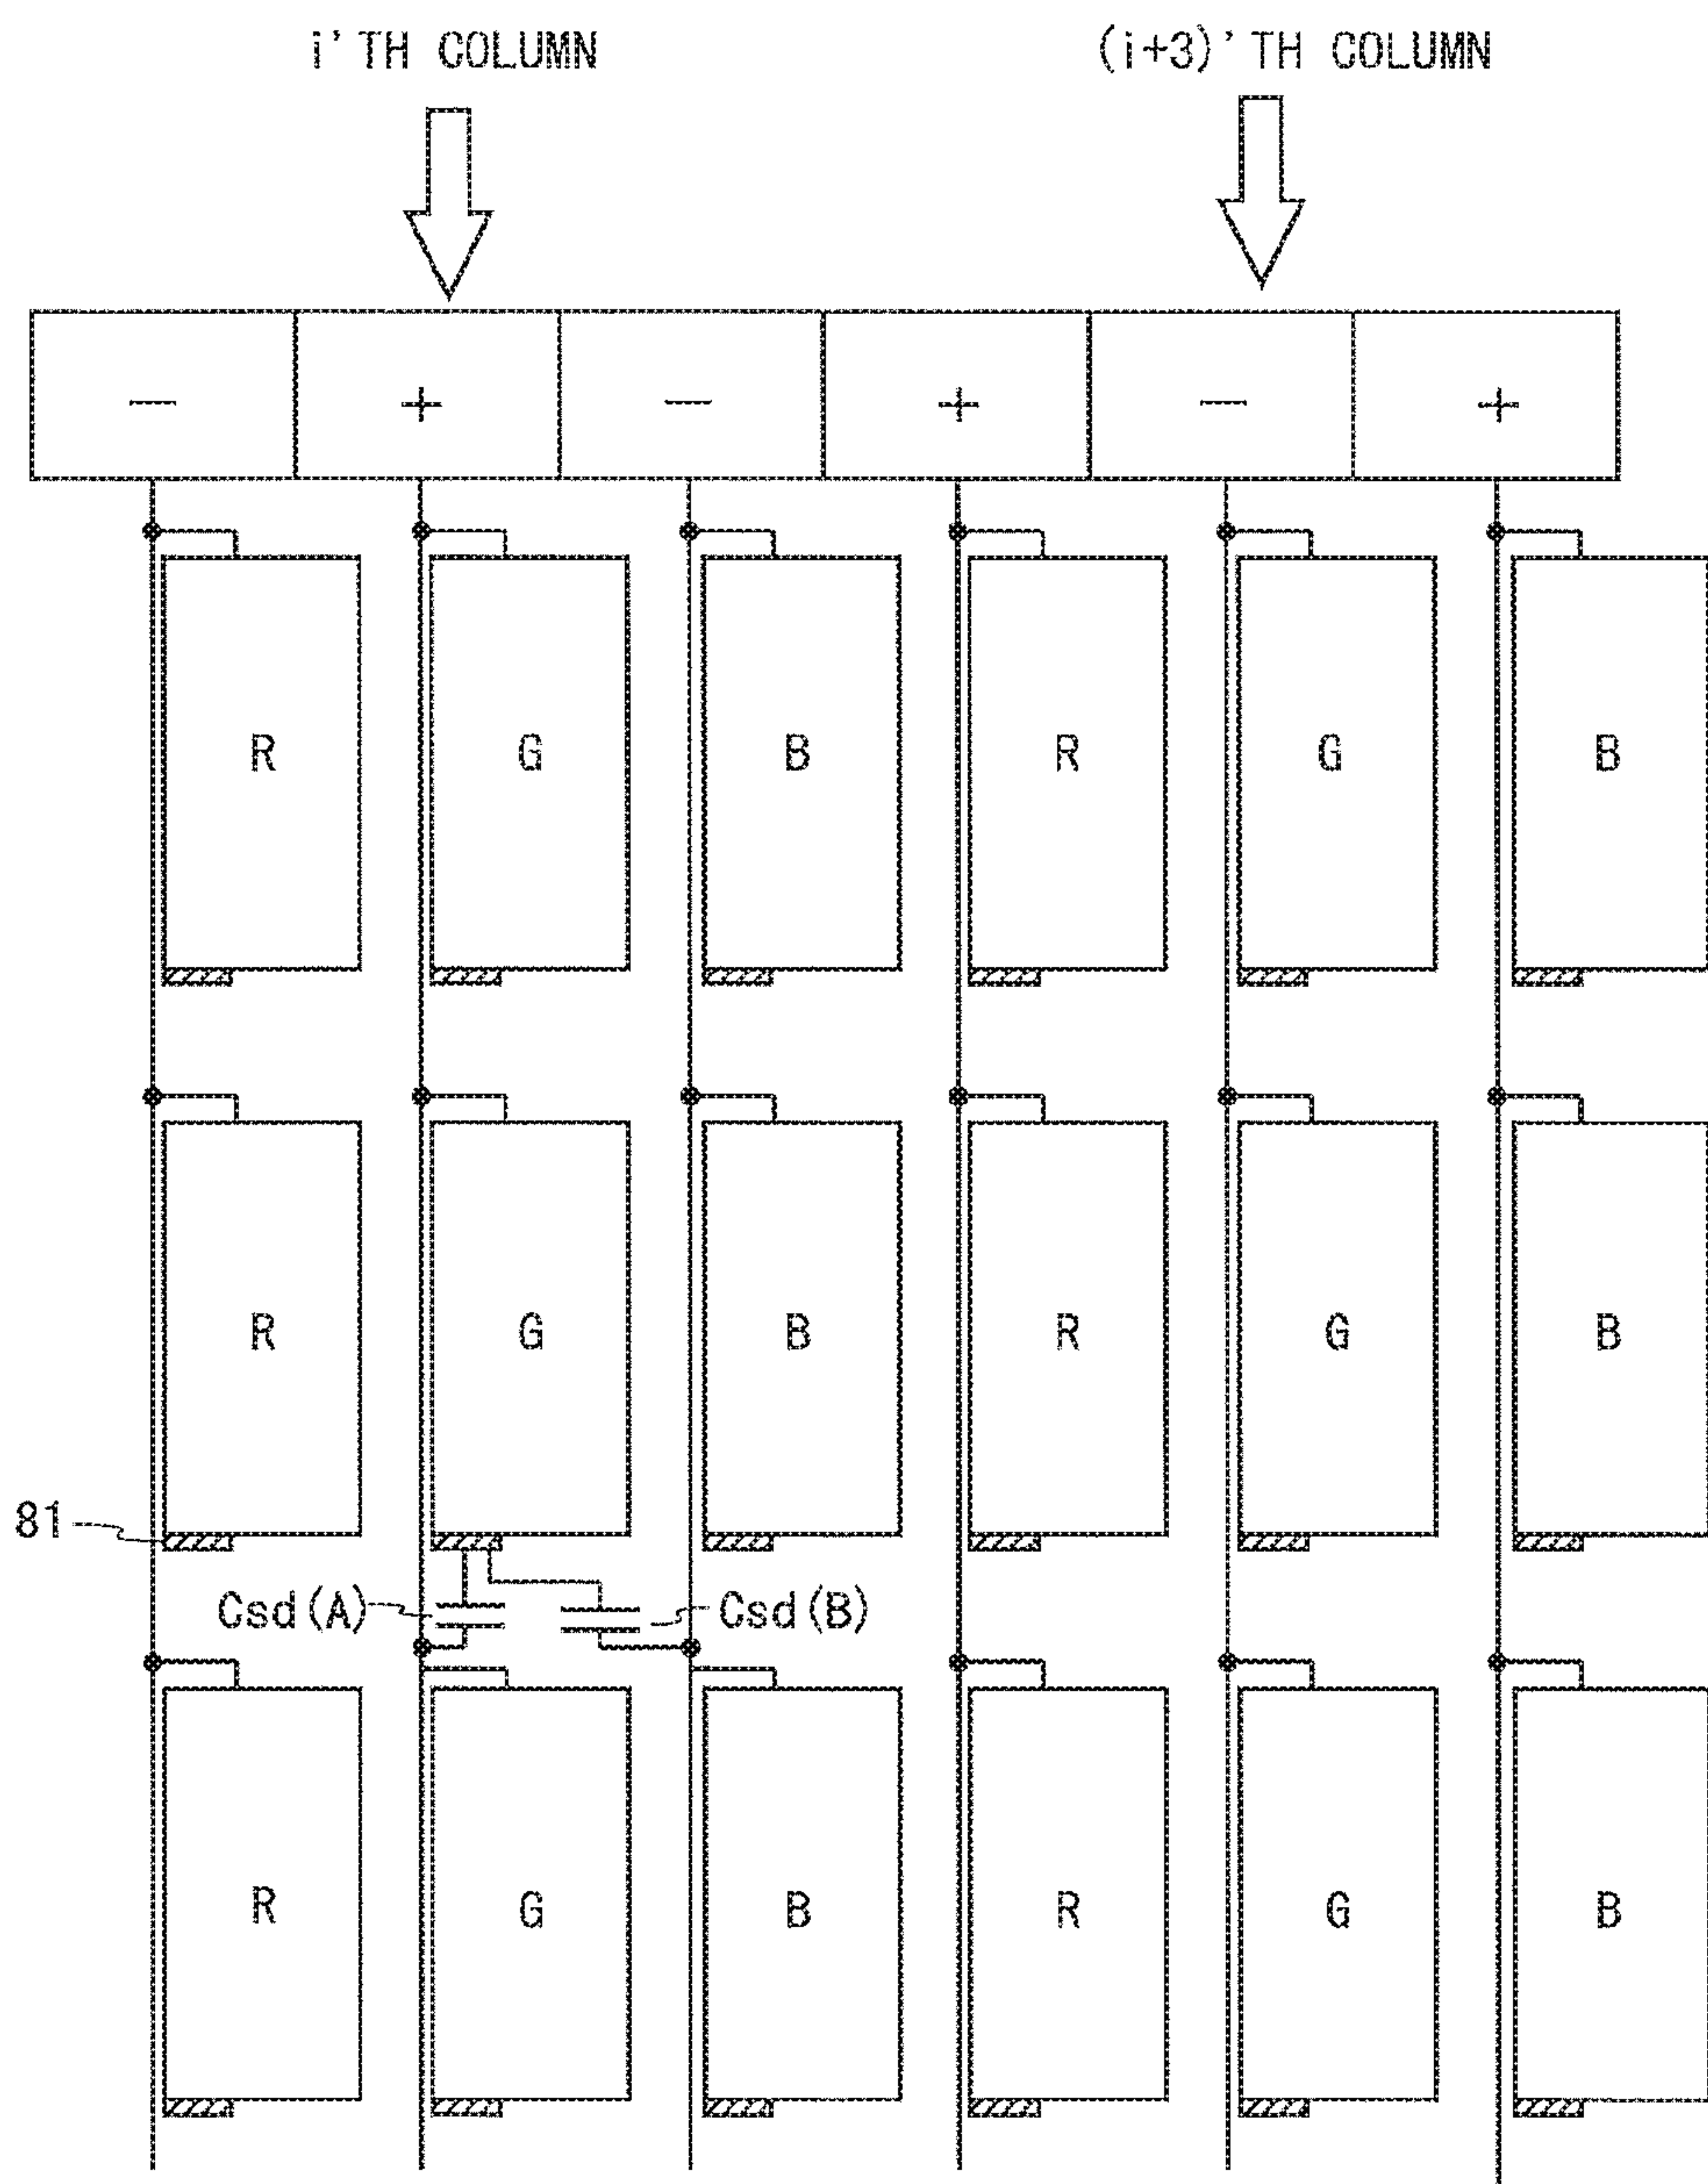 i'TH COLUMN (i+3)'TH COLUMN
— + — + — +
R G B R G B
R G B R G B
81
Csd(A) Csd(B)
R G B R G B